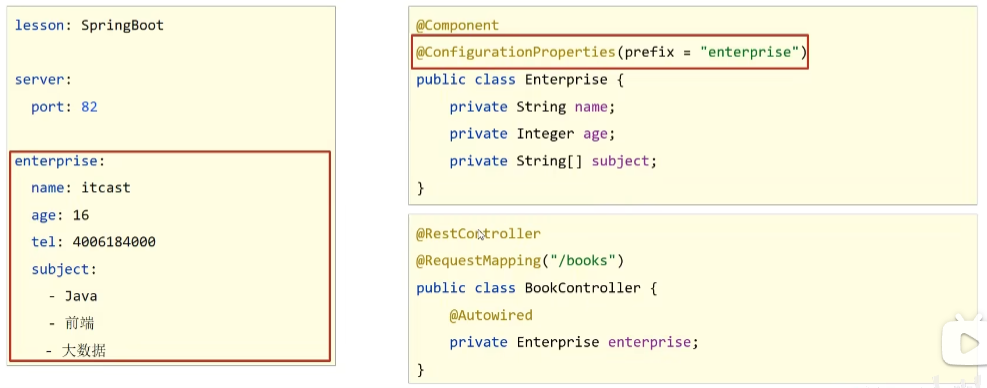 lesson: SpringBoot
server:
port: 82
enterprise:
name: itcast
age: 16
tel: 4006184000
subject:
- Java
- 前端
- 大数据
@Component
@ConfigurationProperties(prefix = "enterprise")
public class Enterprise {
private String name;
private Integer age;
private String[] subject;
}
@RestController
@RequestMapping("/books")
public class BookController {
@Autowired
private Enterprise enterprise;
}